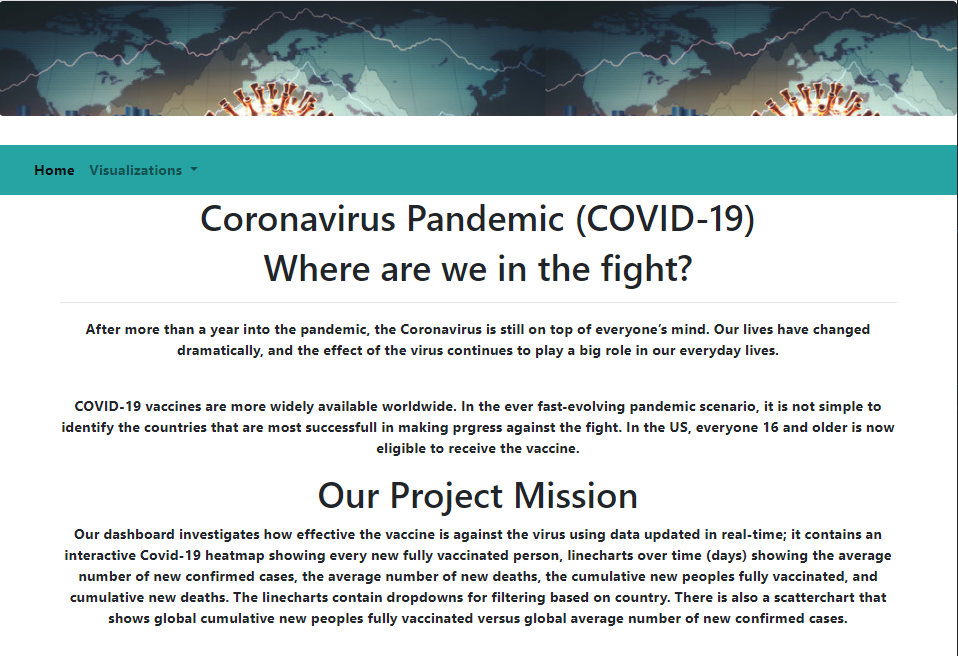 Home Visualizations
Coronavirus Pandemic (COVID-19)
Where are we in the fight?
After more than a year into the pandemic, the Coronavirus is still on top of everyone’s mind. Our lives have changed
dramatically, and the effect of the virus continues to play a big role in our everyday lives.
COVID-19 vaccines are more widely available worldwide. In the ever fast-evolving pandemic scenario, it is not simple to
identify the countries that are most successfull in making prgress against the fight. In the US, everyone 16 and older is now
eligible to receive the vaccine.
Our Project Mission
Our dashboard investigates how effective the vaccine is against the virus using data updated in real-time; it contains an
interactive Covid-19 heatmap showing every new fully vaccinated person, linecharts over time (days) showing the average
number of new confirmed cases, the average number of new deaths, the cumulative new peoples fully vaccinated, and
cumulative new deaths. The linecharts contain dropdowns for filtering based on country. There is also a scatterchart that
shows global cumulative new peoples fully vaccinated versus global average number of new confirmed cases.